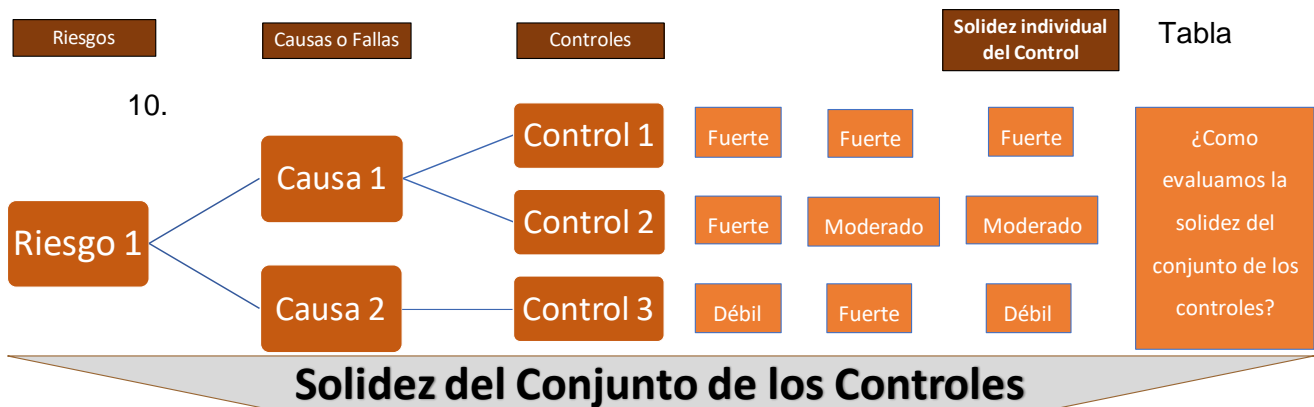 Riesgos
Causas o Fallas
Controles
Solidez individual
del Control
Tabla
10.
Riesgo 1
Causa 1
Causa 2
Control 1
Fuerte
Fuerte
Fuerte
Control 2
Fuerte
Moderado
Moderado
Control 3
Débil
Fuerte
Débil
¿Como
evaluamos la
solidez del
conjunto de los
controles?
Solidez del Conjunto de los Controles